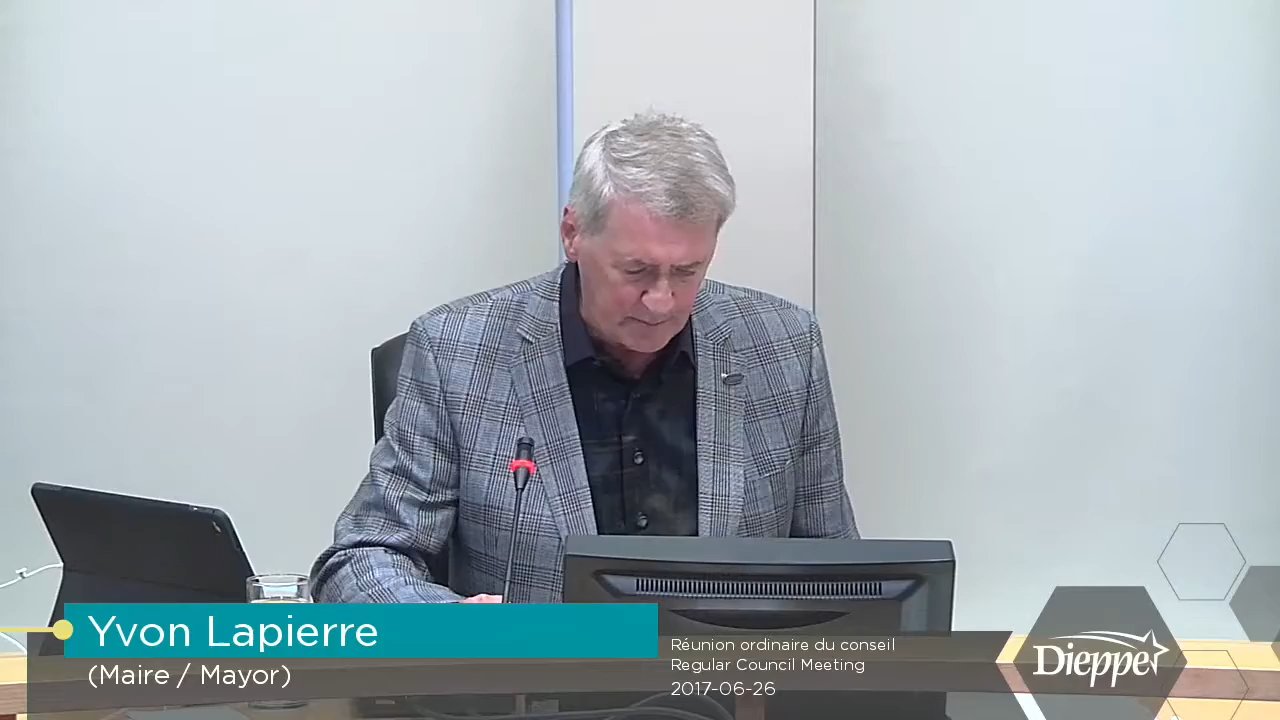 Yvon Lapierre
(Maire / Mayor)
Réunion ordinaire du conseil
Regular Council Meeting
2017-06-26
Dieppe